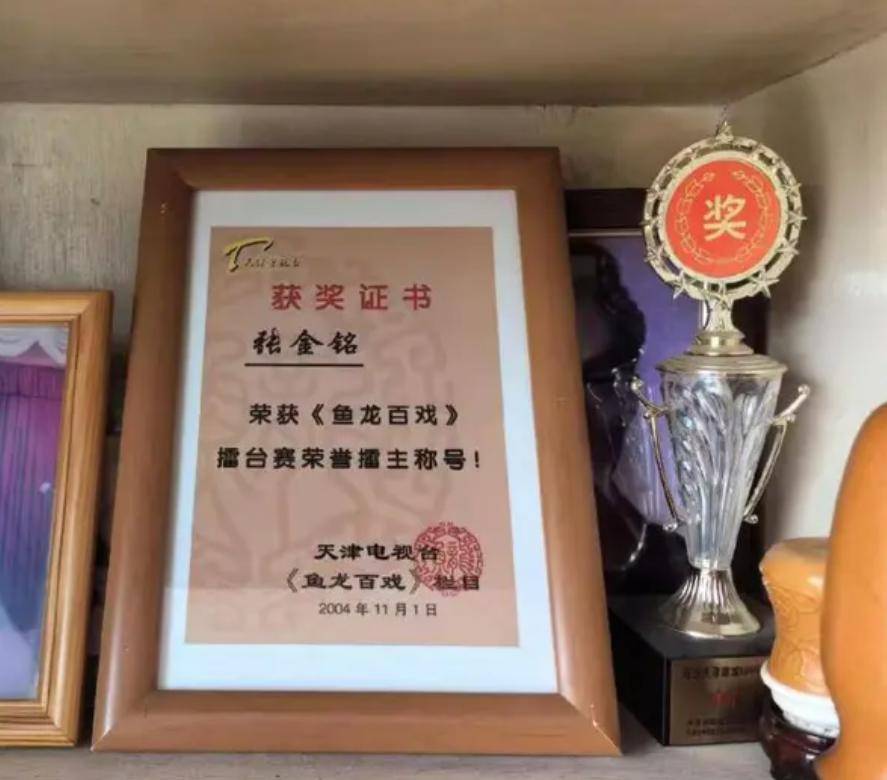 获奖证书
张金铭
荣获《鱼龙百戏》
擂台赛荣誉擂主称号!
天津电视台
《鱼龙百戏》栏目
2004年11月1日
奖